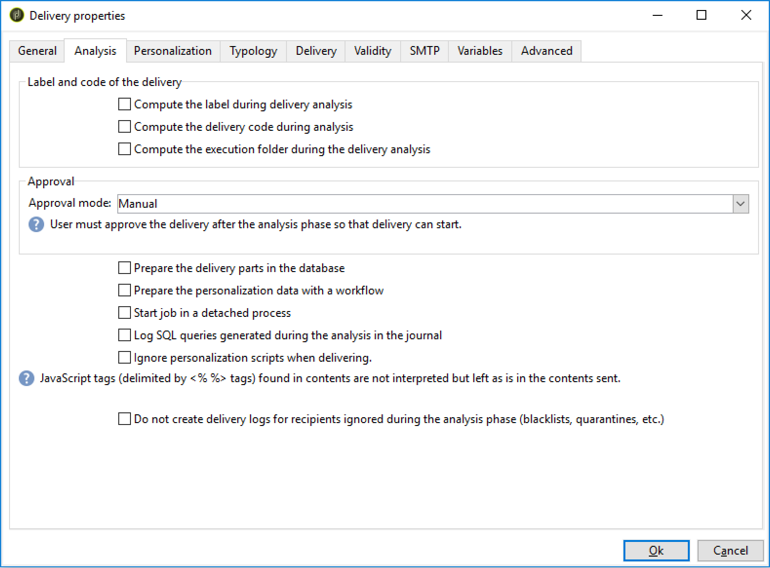 Delivery properties
General Analysis Personalization Typology Delivery Validity SMTP Variables Advanced
Label and code of the delivery
Compute the label during delivery analysis
Compute the delivery code during analysis
Compute the execution folder during the delivery analysis
Approval
Approval mode: Manual
? User must approve the delivery after the analysis phase so that delivery can start.
Prepare the delivery parts in the database
Prepare the personalization data with a workflow
Start job in a detached process
Log SQL queries generated during the analysis in the journal
Ignore personalization scripts when delivering.
? JavaScript tags (delimited by <% %> tags) found in contents are not interpreted but left as is in the contents sent.
Do not create delivery logs for recipients ignored during the analysis phase (blacklists, quarantines, etc.)
Ok Cancel